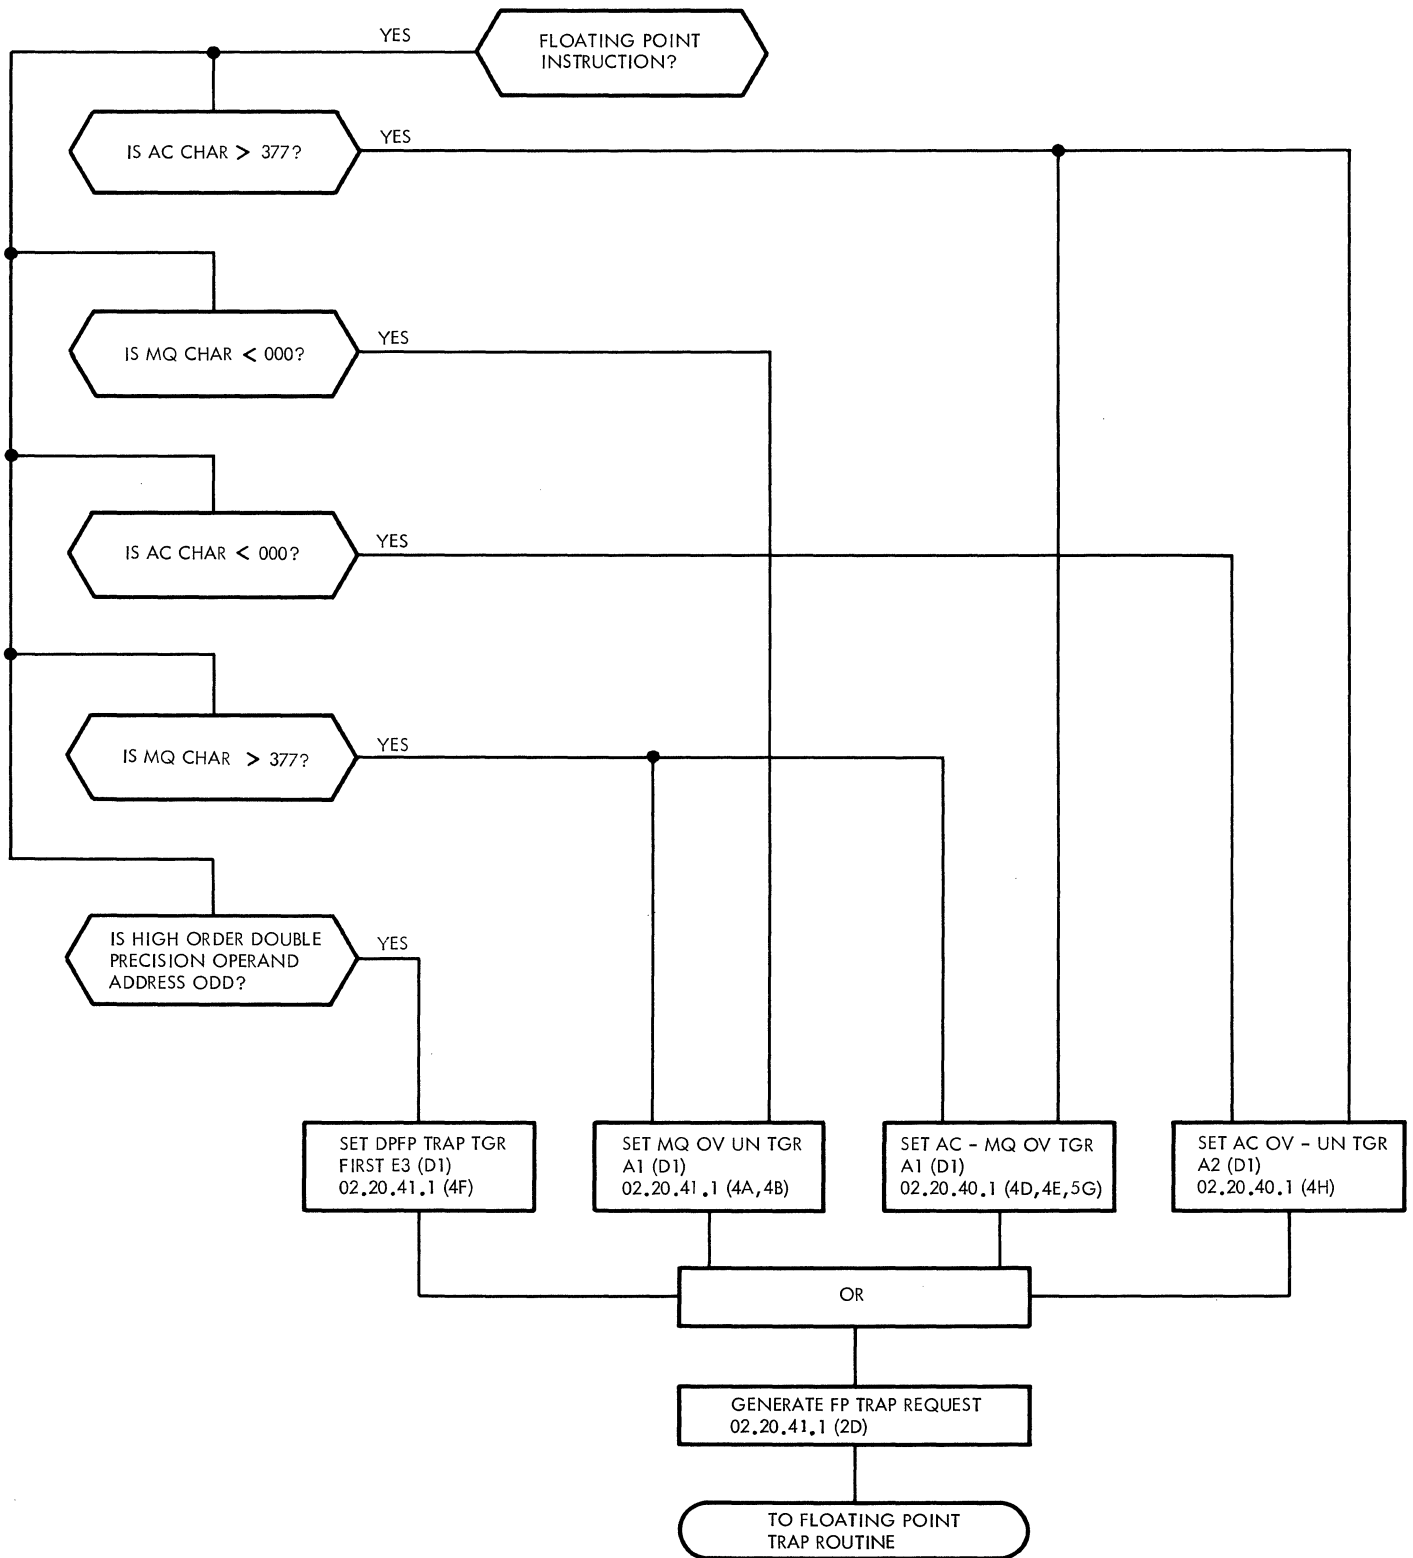 YES
FLOATING POINT
INSTRUCTION?
IS AC CHAR > 377?
YES
IS MQ CHAR < 000?
YES
IS AC CHAR < 000?
YES
IS MQ CHAR > 377?
YES
IS HIGH ORDER DOUBLE
PRECISION OPERAND
ADDRESS ODD?
YES
SET DPFP TRAP TGR
FIRST E3 (D1)
02.20.41.1 (4F)
SET MQ OV UN TGR
A1 (D1)
02.20.41.1 (4A,4B)
SET AC - MQ OV TGR
A1 (D1)
02.20.40.1 (4D,4E,5G)
SET AC OV - UN TGR
A2 (D1)
02.20.40.1 (4H)
OR
GENERATE FP TRAP REQUEST
02.20.41.1 (2D)
TO FLOATING POINT
TRAP ROUTINE